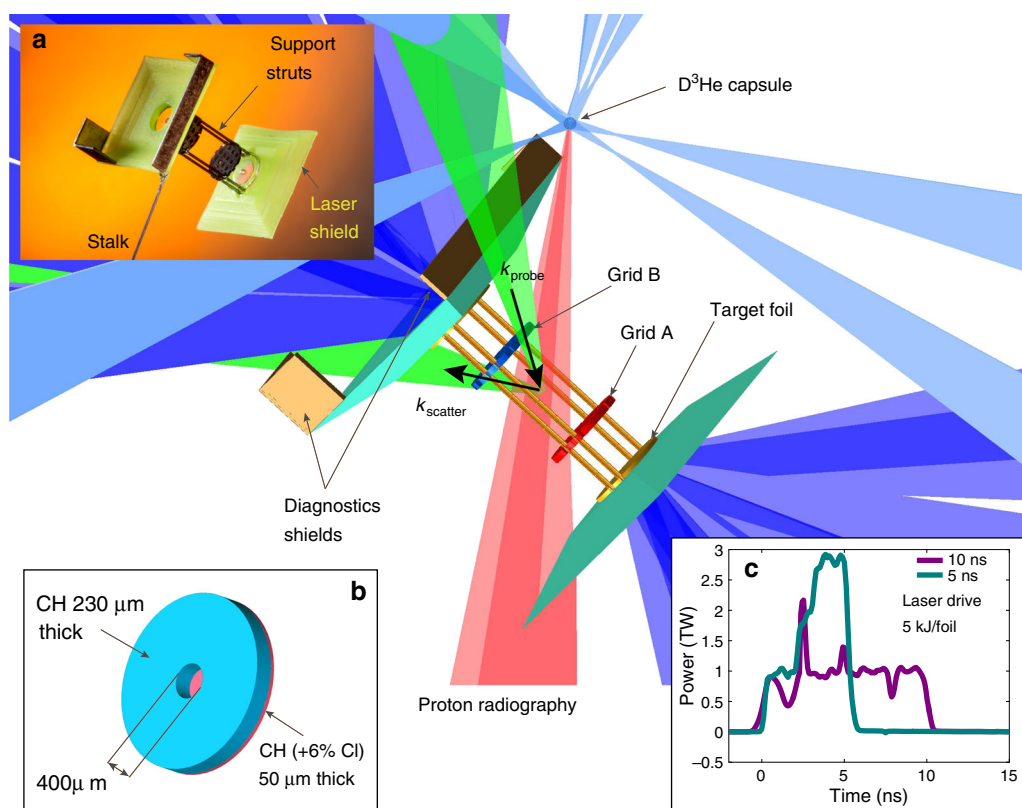 a
Support
struts
Laser
shield
Stalk
D³He capsule
kprobe
Grid B
Grid A
Target foil
kscatter
Diagnostics
shields
Proton radiography
b
CH 230 μm
thick
400μ m
CH (+6% Cl)
50 μm thick
c
10 ns
5 ns
Laser drive
5 kJ/foil
Power (TW)
3
2.5
2
1.5
1
0.5
0
–0.5
0
5
10
15
Time (ns)